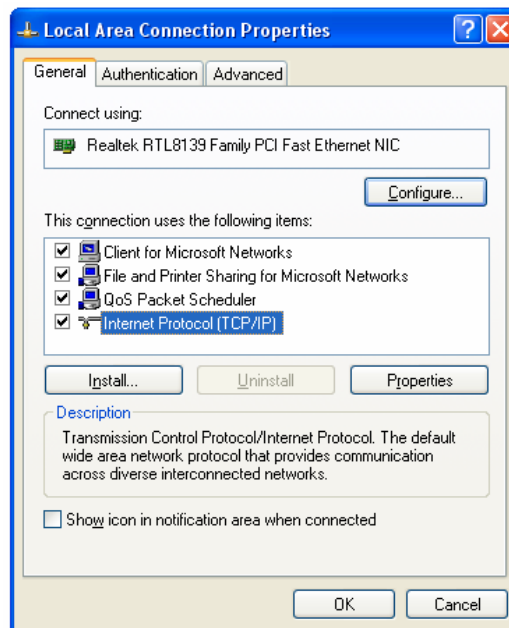 Local Area Connection Properties
General Authentication Advanced
Connect using:
Realtek RTL8139 Family PCI Fast Ethernet NIC
Configure...
This connection uses the following items:
Client for Microsoft Networks
File and Printer Sharing for Microsoft Networks
QoS Packet Scheduler
Internet Protocol (TCP/IP)
Install... Uninstall Properties
Description
Transmission Control Protocol/Internet Protocol. The default
wide area network protocol that provides communication
across diverse interconnected networks.
Show icon in notification area when connected
OK Cancel